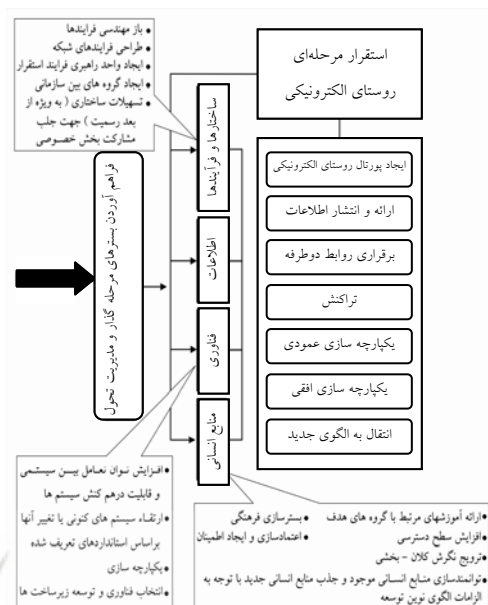 • باز مهندسی فرایندها
• طراحی فرایندهای شبکه
• ایجاد واحد راهبری فرایند استقرار
• ایجاد گروه های بین سازمانی
• تسهیلات ساختاری ( به ویژه از
بعد رسمیت ) جهت جلب
مشارکت بخش خصوصی
استقرار مرحله‌ای
روستای الکترونیکی
ایجاد پورتال روستای الکترونیکی
ارائه و انتشار اطلاعات
برقراری روابط دوطرفه
تراکنش
یکپارچه سازی عمودی
یکپارچه سازی افقی
انتقال به الگوی جدید
ساختارها و فرآیندها
اطلاعات
فناوری
منابع انسانی
فراهم آوردن بسترهای مرحله گذار و مدیریت تحول
• افزایش توان تعامل بین سیستمی
و قابلیت درهم کنش سیستم ها
• ارتقاء سیستم های کنونی یا تغییر آنها
براساس استانداردهای تعریف شده
• یکپارچه سازی
• انتخاب فناوری و توسعه زیرساخت ها
• ارائه آموزشهای مرتبط با گروه های هدف
• افزایش سطح دسترسی
• ترویج نگرش کلان - بخشی
• بسترسازی فرهنگی
• اعتمادسازی و ایجاد اطمینان
• توانمندسازی منابع انسانی موجود و جذب منابع انسانی جدید با توجه به
الزامات الگوی نوین توسعه